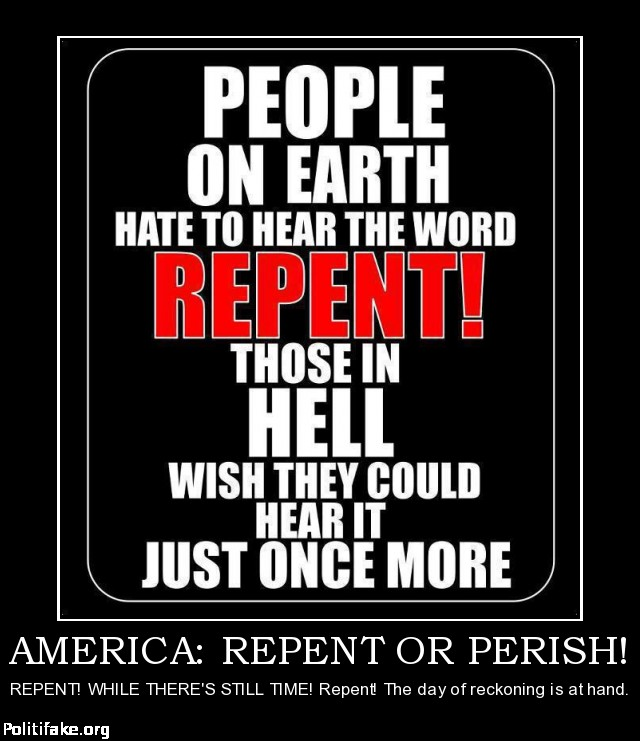 PEOPLE
ON EARTH
HATE TO HEAR THE WORD
REPENT!
THOSE IN
HELL
WISH THEY COULD
HEAR IT
JUST ONCE MORE
AMERICA: REPENT OR PERISH!
REPENT! WHILE THERE'S STILL TIME! Repent! The day of reckoning is at hand.
Politifake.org